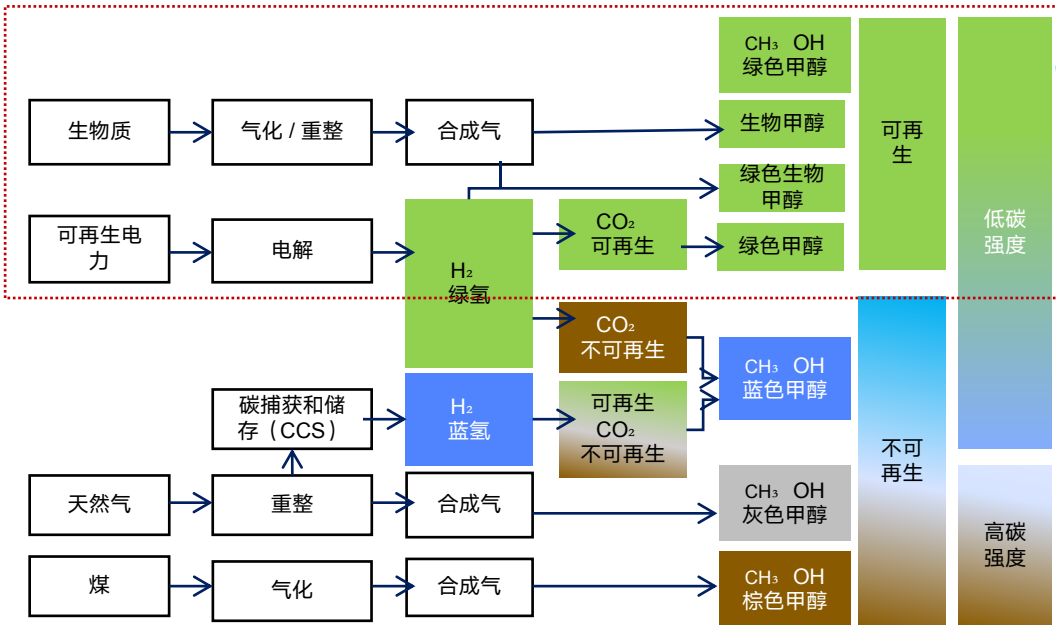 CH₃ OH
绿色甲醇
生物质
气化 / 重整
合成气
生物甲醇
可再
生
绿色生物
甲醇
可再生电
力
电解
H₂
绿氢
CO₂
可再生
绿色甲醇
低碳
强度
CO₂
不可再生
CH₃ OH
蓝色甲醇
碳捕获和储
存（CCS）
H₂
蓝氢
可再生
CO₂
不可再生
不可
再生
天然气
重整
合成气
CH₃ OH
灰色甲醇
高碳
强度
煤
气化
合成气
CH₃ OH
棕色甲醇